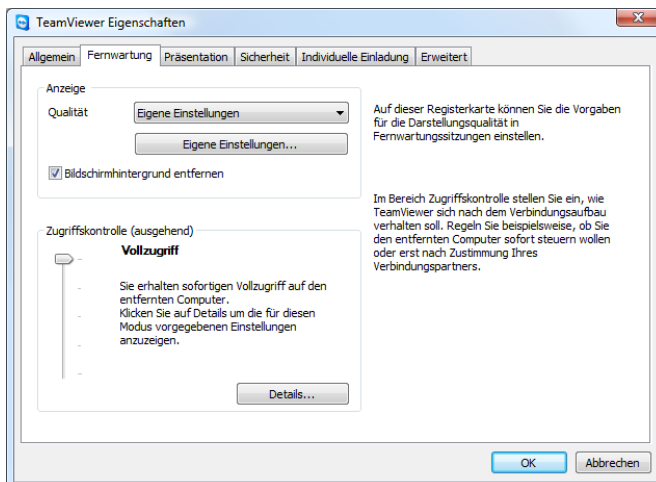 TeamViewer Eigenschaften
Allgemein Fernwartung Präsentation Sicherheit Individuelle Einladung Erweitert
Anzeige
Qualität Eigene Einstellungen
Eigene Einstellungen...
Bildschirmhintergrund entfernen
Auf dieser Registerkarte können Sie die Vorgaben
für die Darstellungsqualität in
Fernwartungssitzungen einstellen.
Zugriffskontrolle (ausgehend)
Vollzugriff
Sie erhalten sofortigen Vollzugriff auf den
entfernten Computer.
Klicken Sie auf Details um die für diesen
Modus vorgegebenen Einstellungen
anzuzeigen.
Details...
Im Bereich Zugriffskontrolle stellen Sie ein, wie
TeamViewer sich nach dem Verbindungsaufbau
verhalten soll. Regeln Sie beispielsweise, ob Sie
den entfernten Computer sofort steuern wollen
oder erst nach Zustimmung Ihres
Verbindungspartners.
OK Abbrechen